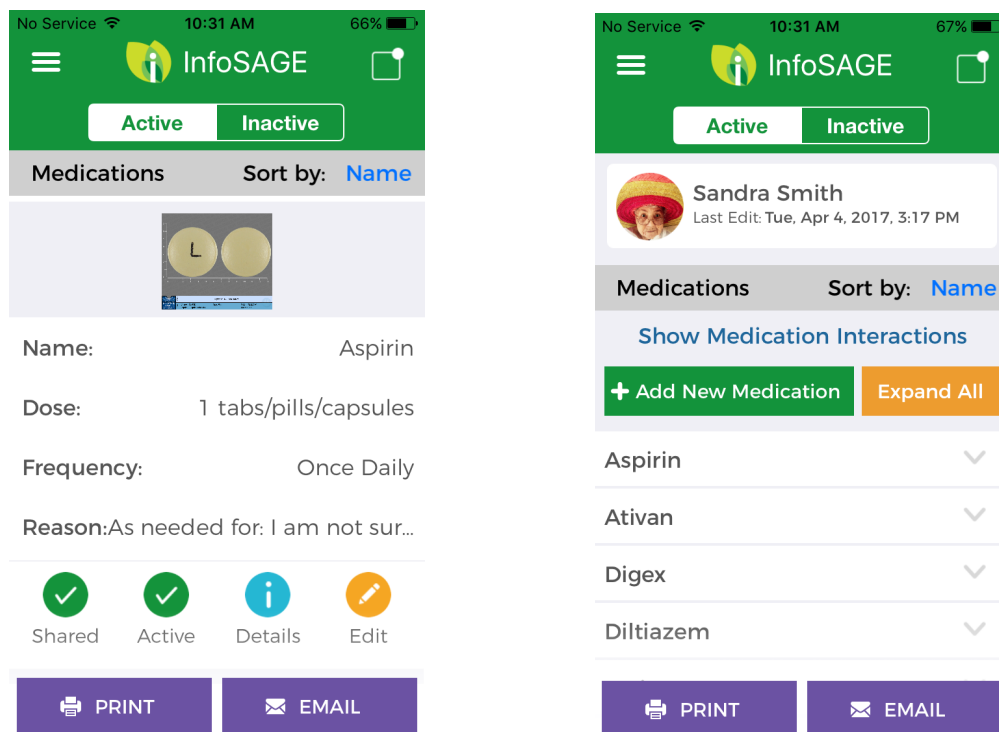 No Service 10:31 AM 66%
InfoSAGE
Active Inactive
Medications Sort by: Name
L
Name: Aspirin
Dose: 1 tabs/pills/capsules
Frequency: Once Daily
Reason:As needed for: I am not sur...
Shared Active Details Edit
PRINT EMAIL
No Service 10:31 AM 67%
InfoSAGE
Active Inactive
Sandra Smith
Last Edit: Tue, Apr 4, 2017, 3:17 PM
Medications Sort by: Name
Show Medication Interactions
+ Add New Medication Expand All
Aspirin
Ativan
Digex
Diltiazem
PRINT EMAIL